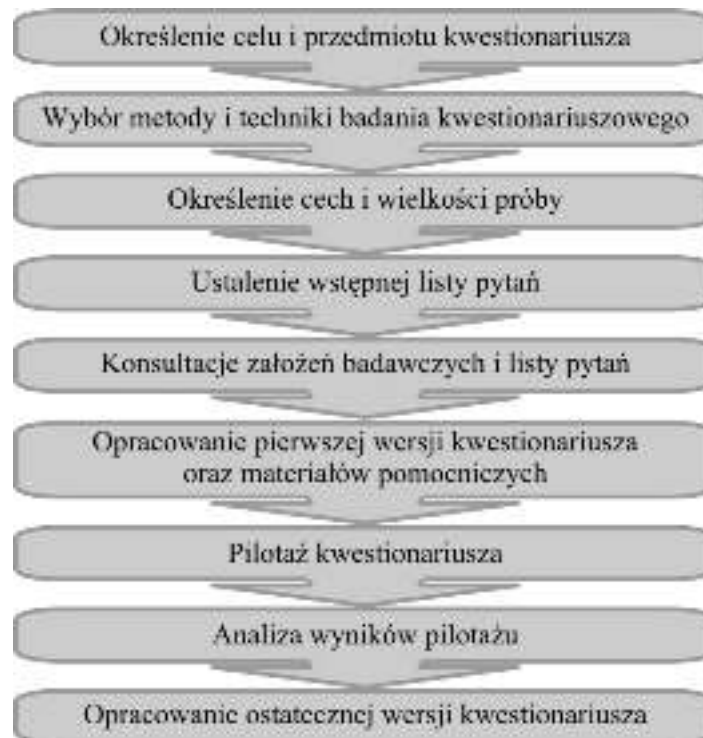 Określenie celu i przedmiotu kwestionariusza
Wybór metody i techniki badania kwestionariuszowego
Określenie cech i wielkości próby
Ustalenie wstępnej listy pytań
Konsultacje założeń badawczych i listy pytań
Opracowanie pierwszej wersji kwestionariusza
oraz materiałów pomocniczych
Pilotaż kwestionariusza
Analiza wyników pilotażu
Opracowanie ostatecznej wersji kwestionariusza